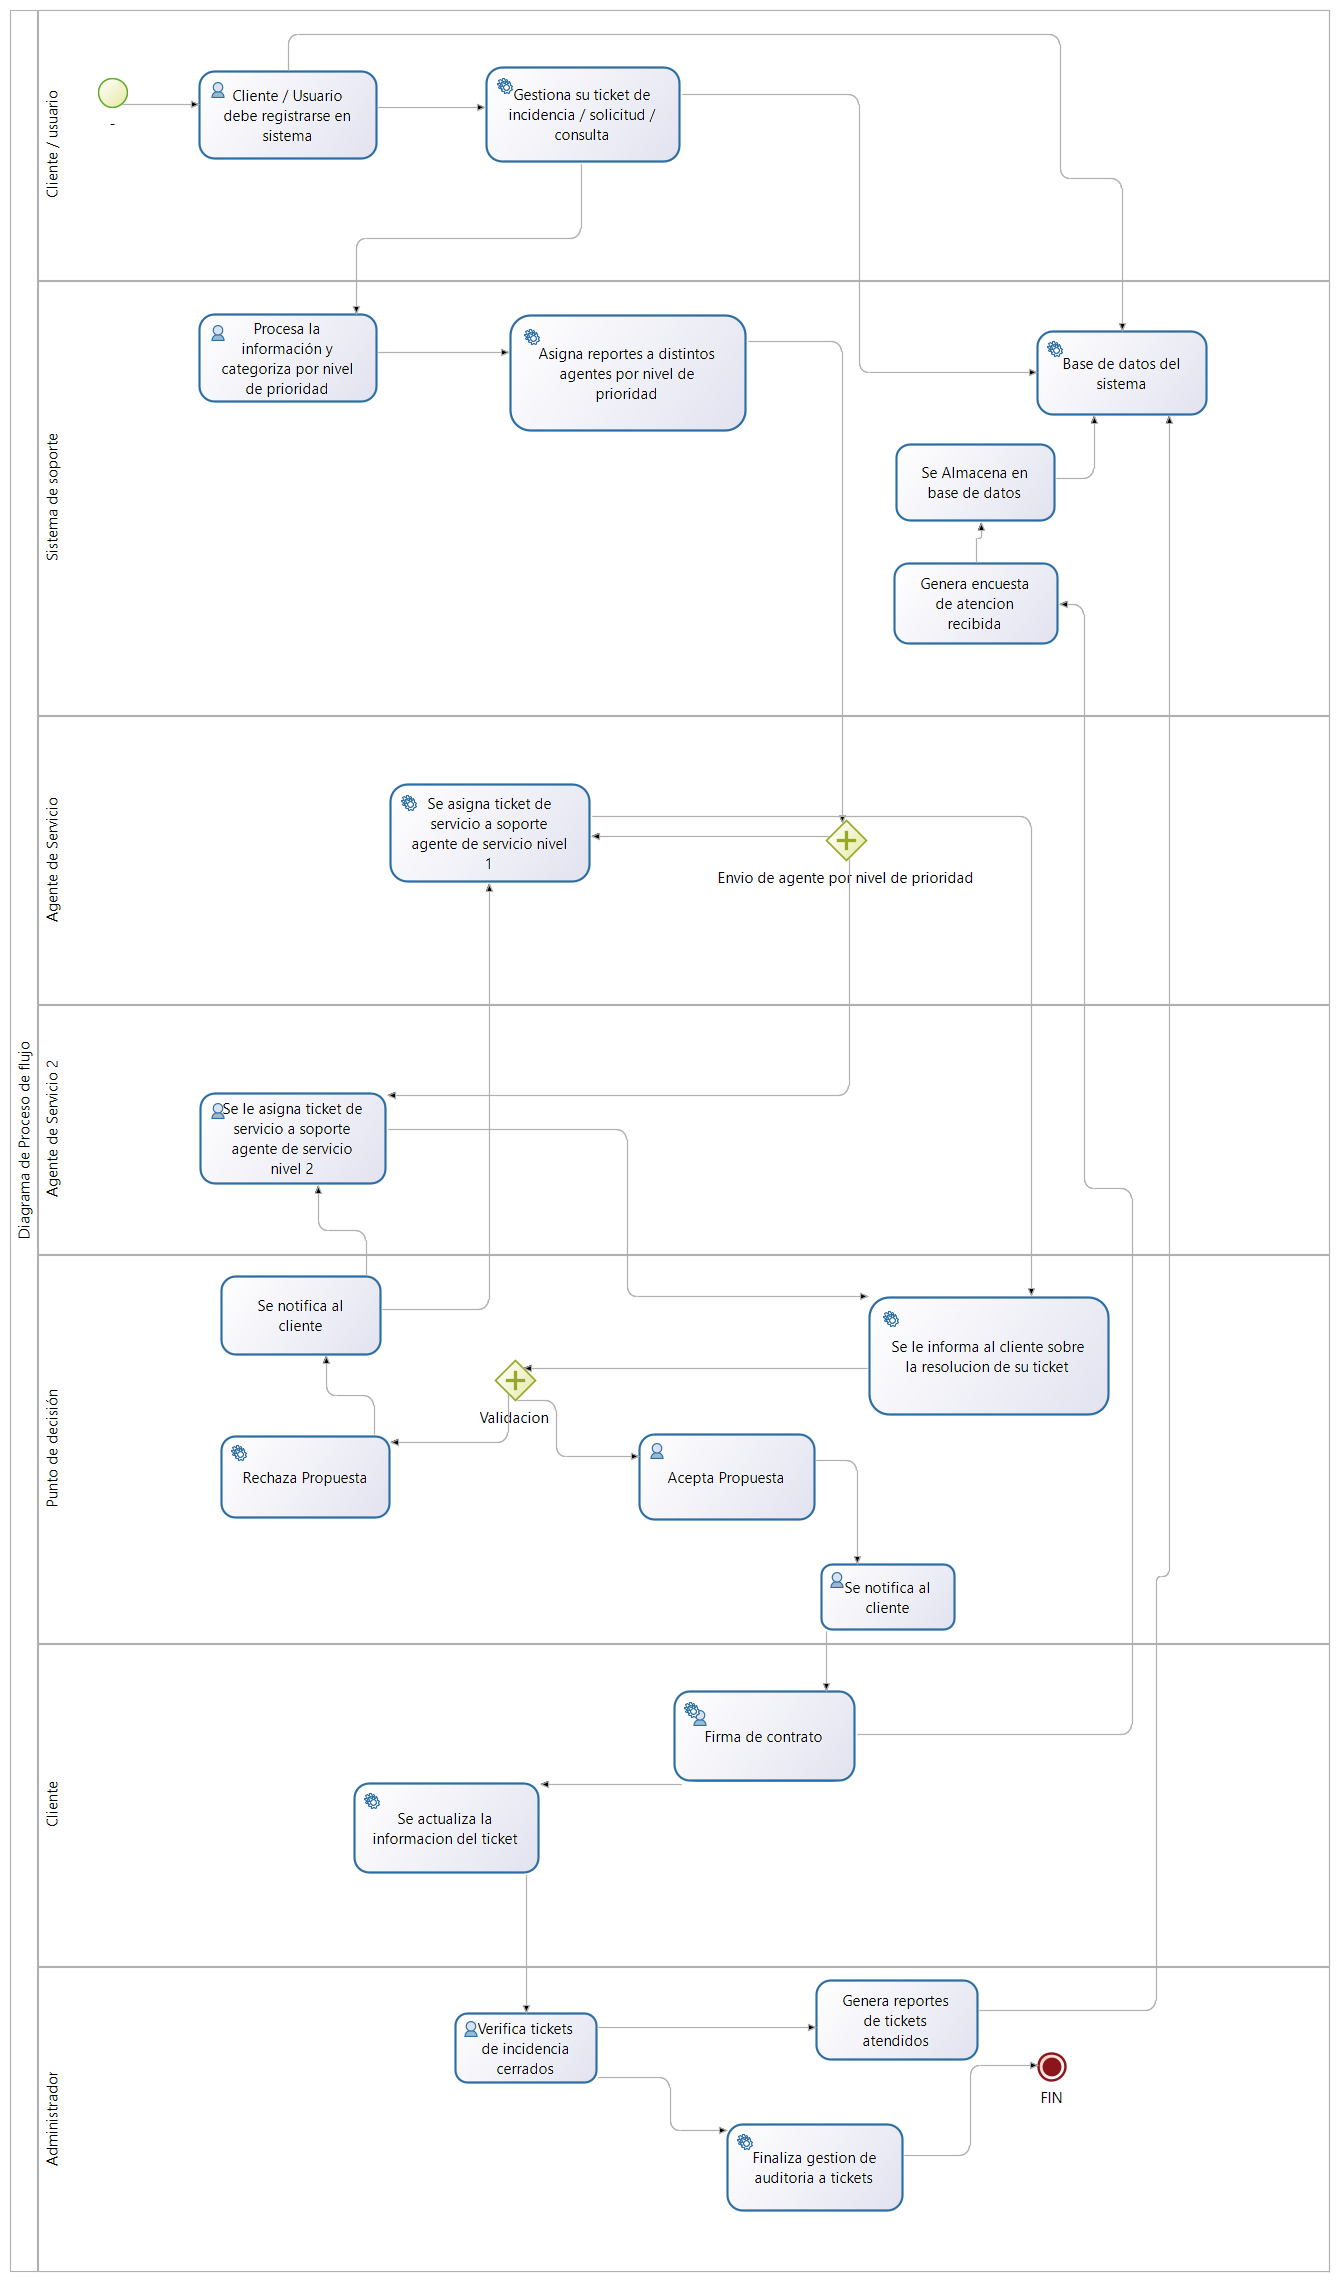 Diagrama de Proceso de flujo
Cliente / usuario
-
Cliente / Usuario
debe registrarse en
sistema
Gestiona su ticket de
incidencia / solicitud /
consulta
Sistema de soporte
Procesa la
información y
categoriza por nivel
de prioridad
Asigna reportes a distintos
agentes por nivel de
prioridad
Base de datos del
sistema
Se Almacena en
base de datos
Genera encuesta
de atencion
recibida
Agente de Servicio
Se asigna ticket de
servicio a soporte
agente de servicio nivel
1
Envio de agente por nivel de prioridad
Agente de Servicio 2
Se le asigna ticket de
servicio a soporte
agente de servicio
nivel 2
Punto de decisión
Se notifica al
cliente
Se le informa al cliente sobre
la resolucion de su ticket
Validacion
Rechaza Propuesta
Acepta Propuesta
Se notifica al
cliente
Cliente
Firma de contrato
Se actualiza la
informacion del ticket
Administrador
Verifica tickets
de incidencia
cerrados
Genera reportes
de tickets
atendidos
FIN
Finaliza gestion de
auditoria a tickets